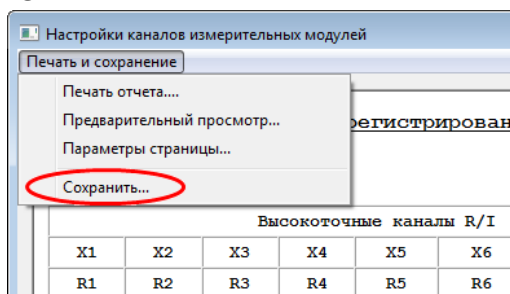 Настройки каналов измерительных модулей
Печать и сохранение
Печать отчета....
Предварительный просмотр...
Параметры страницы...
Сохранить...
Высокоточные каналы R/I
X1 X2 X3 X4 X5 X6
R1 R2 R3 R4 R5 R6